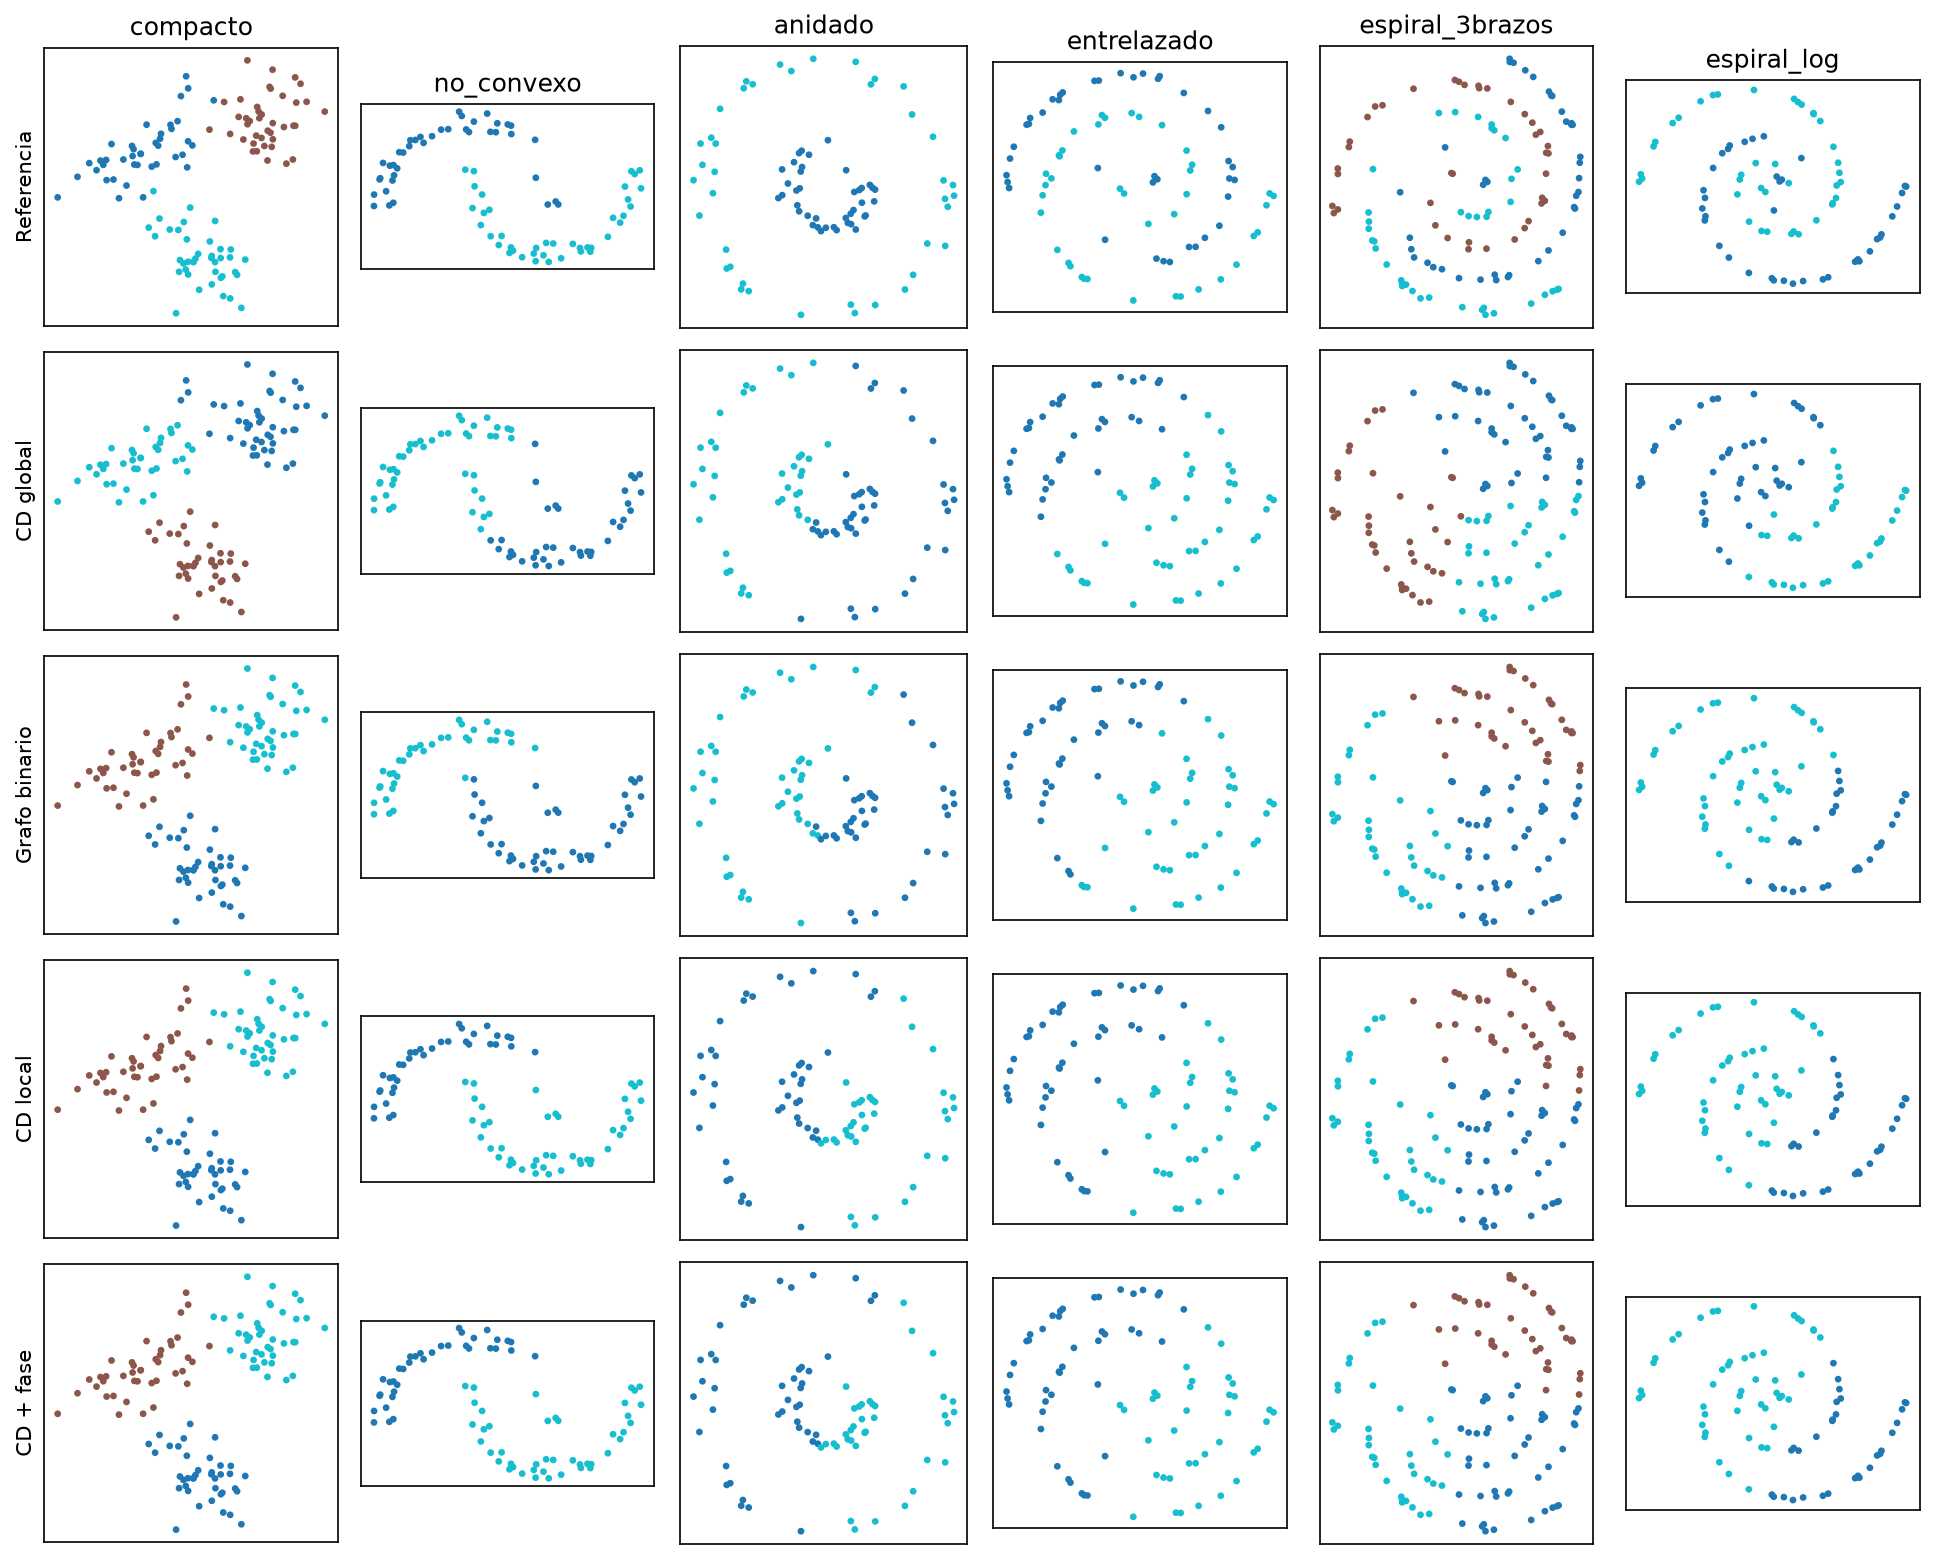 compacto
no_convexo
anidado
entrelazado
espiral_3brazos
espiral_log
Referencia
CD global
Grafo binario
CD local
CD + fase